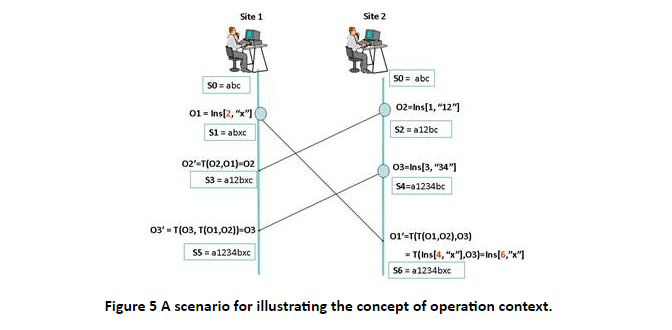 Site 1
Site 2
S0 = abc
S0 = abc
O1 = Ins[2, “x”]
O2=Ins[1, “12”]
S1 = abxc
S2 = a12bc
O2’=T(O2,O1)=O2
O3=Ins[3, “34”]
S3 = a12bxc
S4=a1234bc
O3’ = T(O3, T(O1,O2))=O3
O1’=T(T(O1,O2),O3)
= T(Ins[4, “x”],O3)=Ins[6,”x”]
S5 = a1234bxc
S6 = a1234bxc
Figure 5 A scenario for illustrating the concept of operation context.